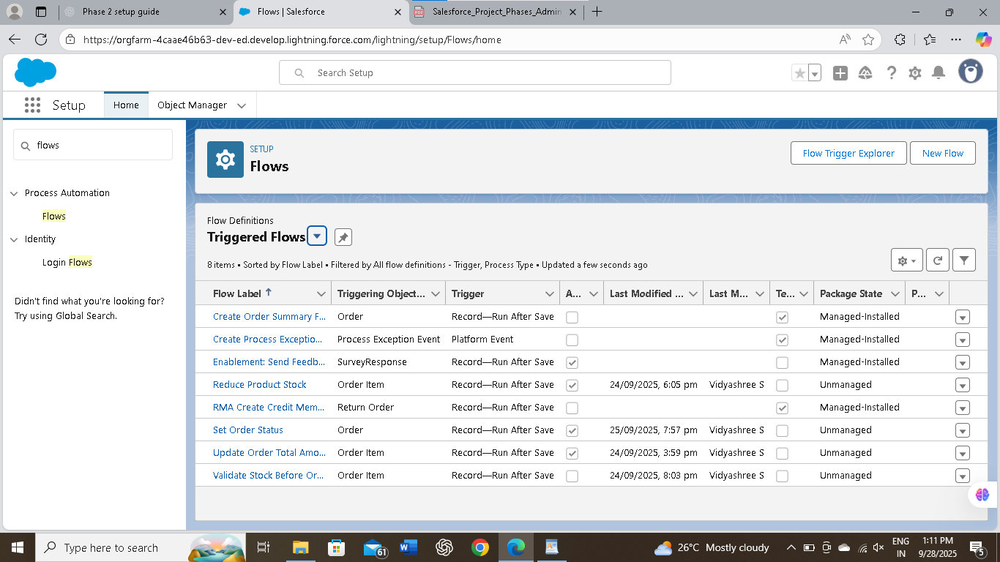 Phase 2 setup guide
Flows | Salesforce
Salesforce_Project_Phases_Admin
https://orgfarm-4caae46b63-dev-ed.develop.lightning.force.com/lightning/setup/Flows/home
Search Setup
Setup
Home
Object Manager
flows
Process Automation
Flows
Identity
Login Flows
Didn't find what you're looking for?
Try using Global Search.
SETUP
Flows
Flow Trigger Explorer
New Flow
Flow Definitions
Triggered Flows
8 items • Sorted by Flow Label • Filtered by All flow definitions - Trigger, Process Type • Updated a few seconds ago
Flow Label Triggering Object... Trigger A... Last Modified ... Last M... Te... Package State P...
Create Order Summary F... Order Record—Run After Save Managed-Installed
Create Process Exceptio... Process Exception Event Platform Event Managed-Installed
Enablement: Send Feedb... SurveyResponse Record—Run After Save Managed-Installed
Reduce Product Stock Order Item Record—Run After Save 24/09/2025, 6:05 pm Vidyashree S Unmanaged
RMA Create Credit Mem... Return Order Record—Run After Save Managed-Installed
Set Order Status Order Record—Run After Save 25/09/2025, 7:57 pm Vidyashree S Unmanaged
Update Order Total Amo... Order Item Record—Run After Save 24/09/2025, 3:59 pm Vidyashree S Unmanaged
Validate Stock Before Or... Order Item Record—Run After Save 24/09/2025, 8:03 pm Vidyashree S Unmanaged
Type here to search
61
26°C Mostly cloudy
ENG
IN
1:11 PM
9/28/2025
5